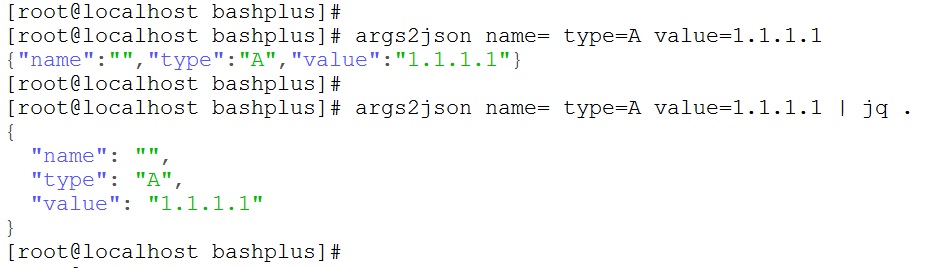 [root@localhost bashplus]#
[root@localhost bashplus]# args2json name= type=A value=1.1.1.1
{"name":"","type":"A","value":"1.1.1.1"}
[root@localhost bashplus]#
[root@localhost bashplus]# args2json name= type=A value=1.1.1.1 | jq .
{
  "name": "",
  "type": "A",
  "value": "1.1.1.1"
}
[root@localhost bashplus]#